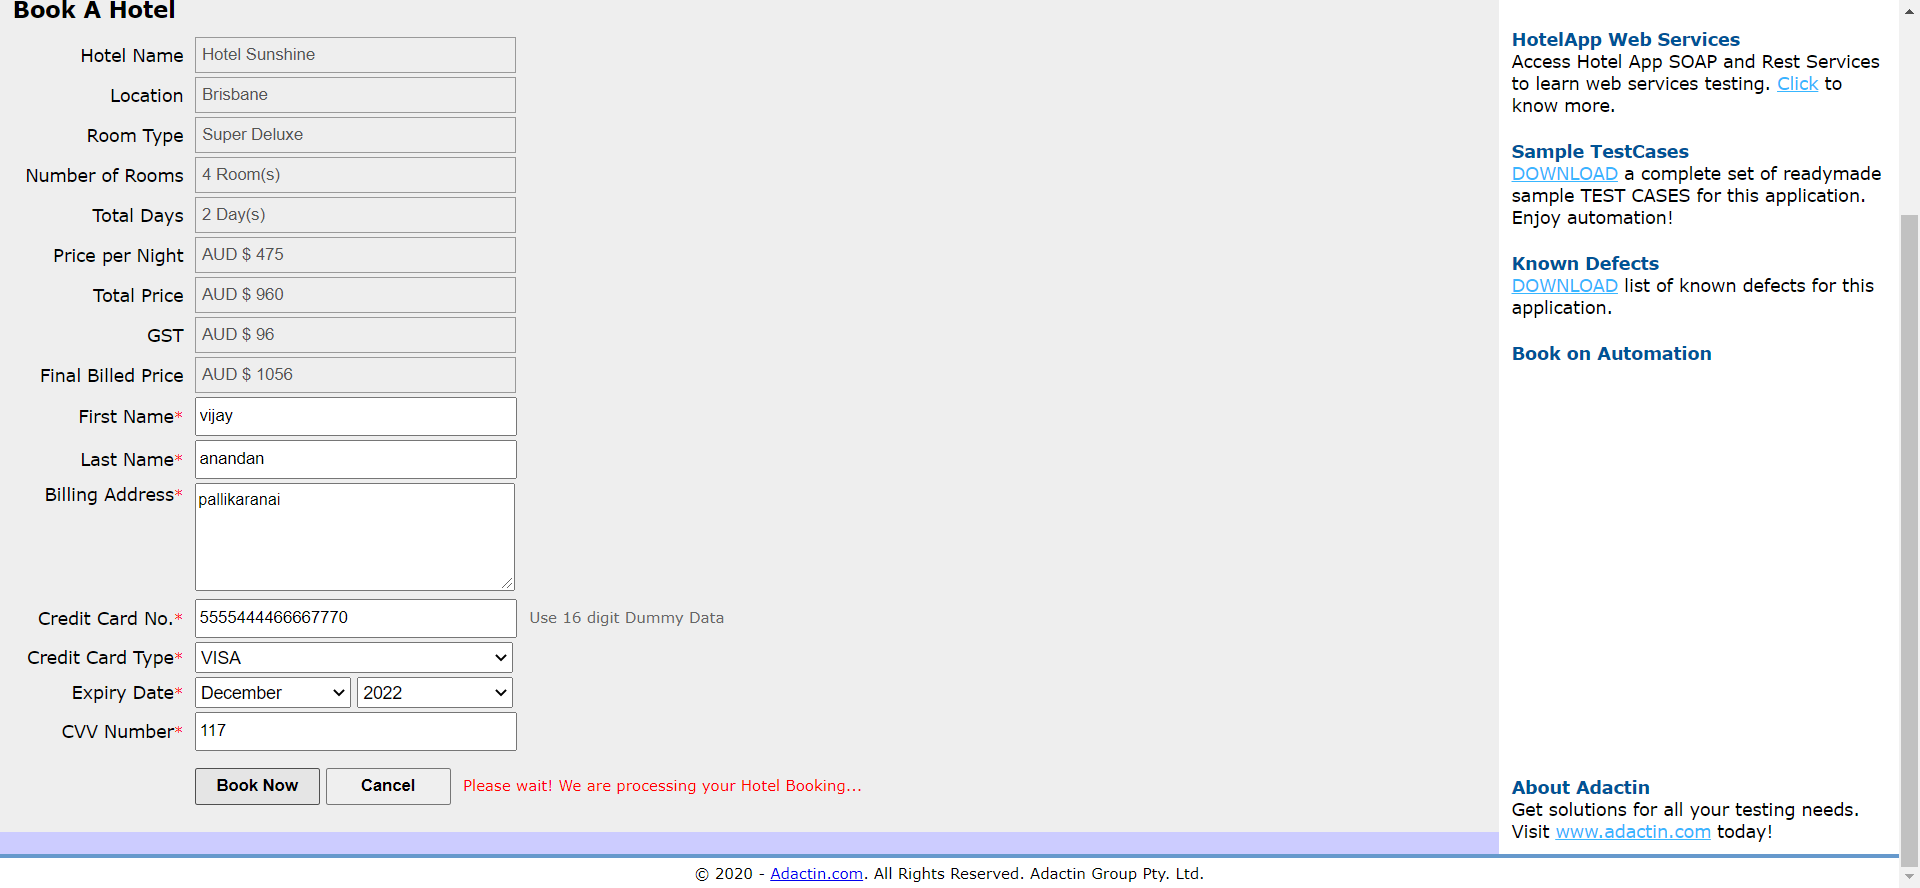 Book A Hotel
Hotel Name Hotel Sunshine
Location Brisbane
Room Type Super Deluxe
Number of Rooms 4 Room(s)
Total Days 2 Day(s)
Price per Night AUD $ 475
Total Price AUD $ 960
GST AUD $ 96
Final Billed Price AUD $ 1056
First Name* vijay
Last Name* anandan
Billing Address* pallikaranai
Credit Card No.* 5555444466667770 Use 16 digit Dummy Data
Credit Card Type* VISA
Expiry Date* December 2022
CVV Number* 117
Book Now Cancel Please wait! We are processing your Hotel Booking...
HotelApp Web Services
Access Hotel App SOAP and Rest Services
to learn web services testing. Click to
know more.
Sample TestCases
DOWNLOAD a complete set of readymade
sample TEST CASES for this application.
Enjoy automation!
Known Defects
DOWNLOAD list of known defects for this
application.
Book on Automation
About Adactin
Get solutions for all your testing needs.
Visit www.adactin.com today!
© 2020 - Adactin.com. All Rights Reserved. Adactin Group Pty. Ltd.